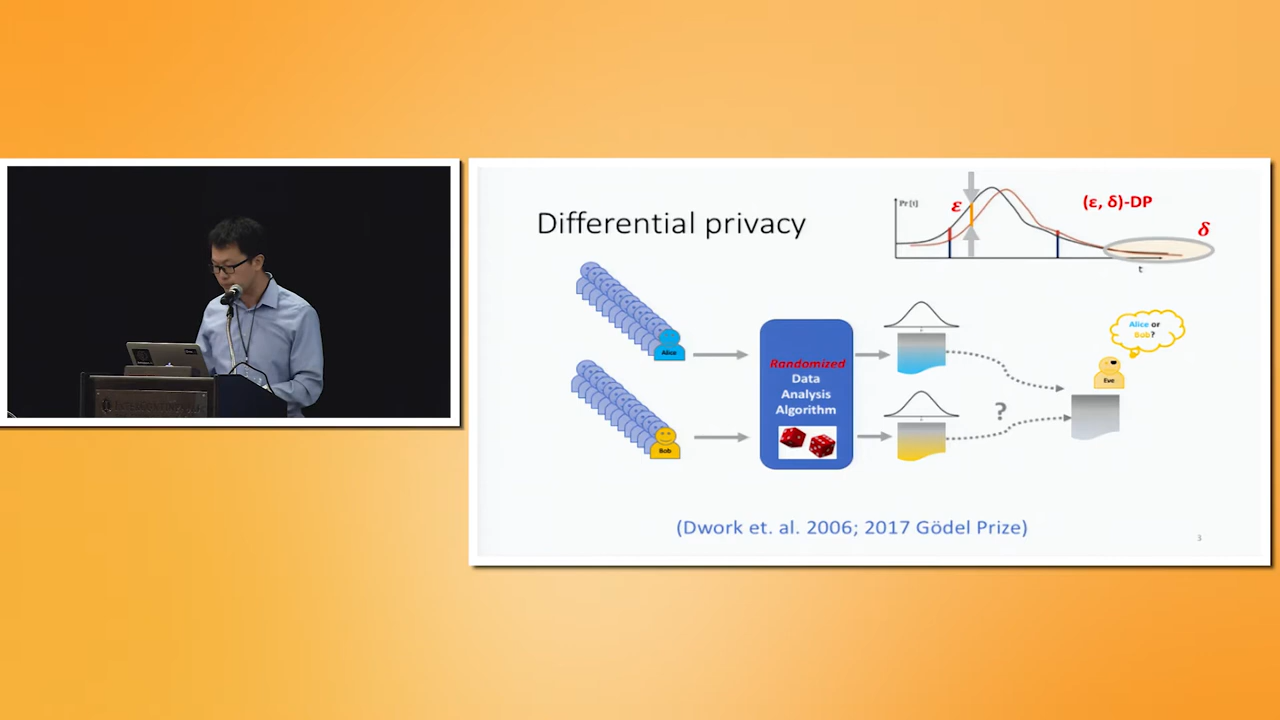 Differential privacy
Pr[t]
ε
(ε, δ)-DP
δ
t
Alice
Bob
Randomized
Data
Analysis
Algorithm
?
Alice or
Bob?
Eve
(Dwork et. al. 2006; 2017 Gödel Prize)
3